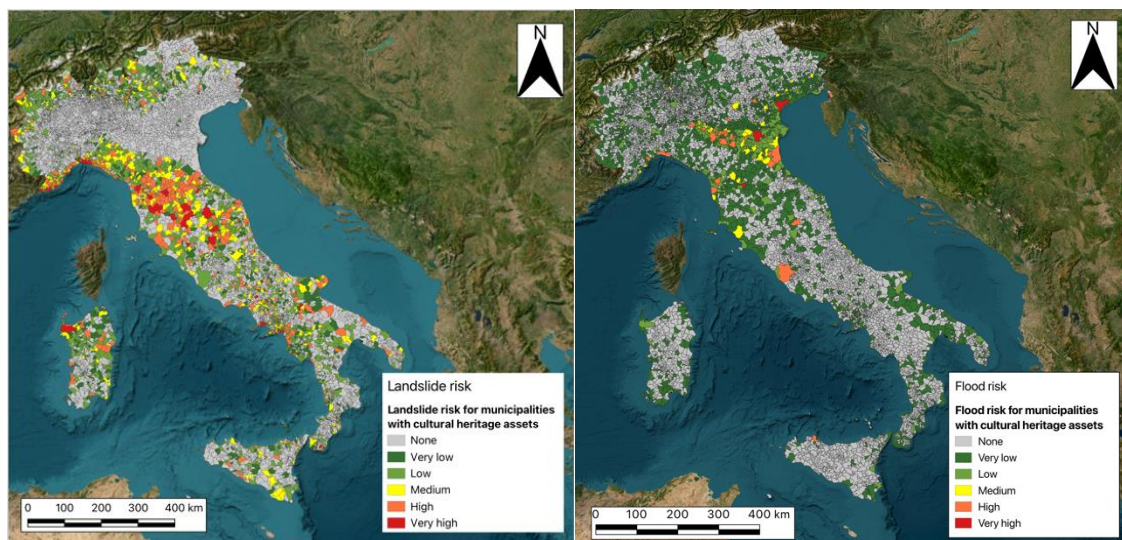 N
Landslide risk
Landslide risk for municipalities
with cultural heritage assets
None
Very low
Low
Medium
High
Very high
0 100 200 300 400 km
N
Flood risk
Flood risk for municipalities
with cultural heritage assets
None
Very low
Low
Medium
High
Very high
0 100 200 300 400 km